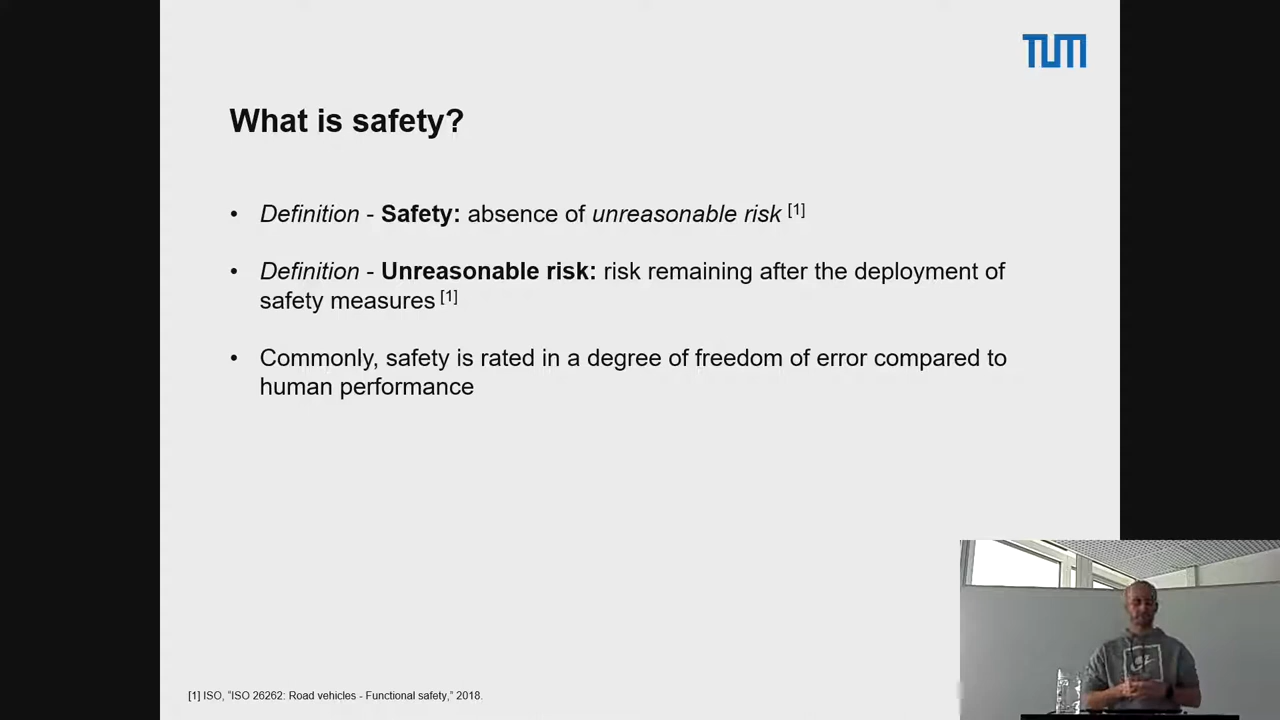 TUM
What is safety?
• Definition - Safety: absence of unreasonable risk [1]
• Definition - Unreasonable risk: risk remaining after the deployment of
safety measures [1]
• Commonly, safety is rated in a degree of freedom of error compared to
human performance
[1] ISO, "ISO 26262: Road vehicles - Functional safety," 2018.